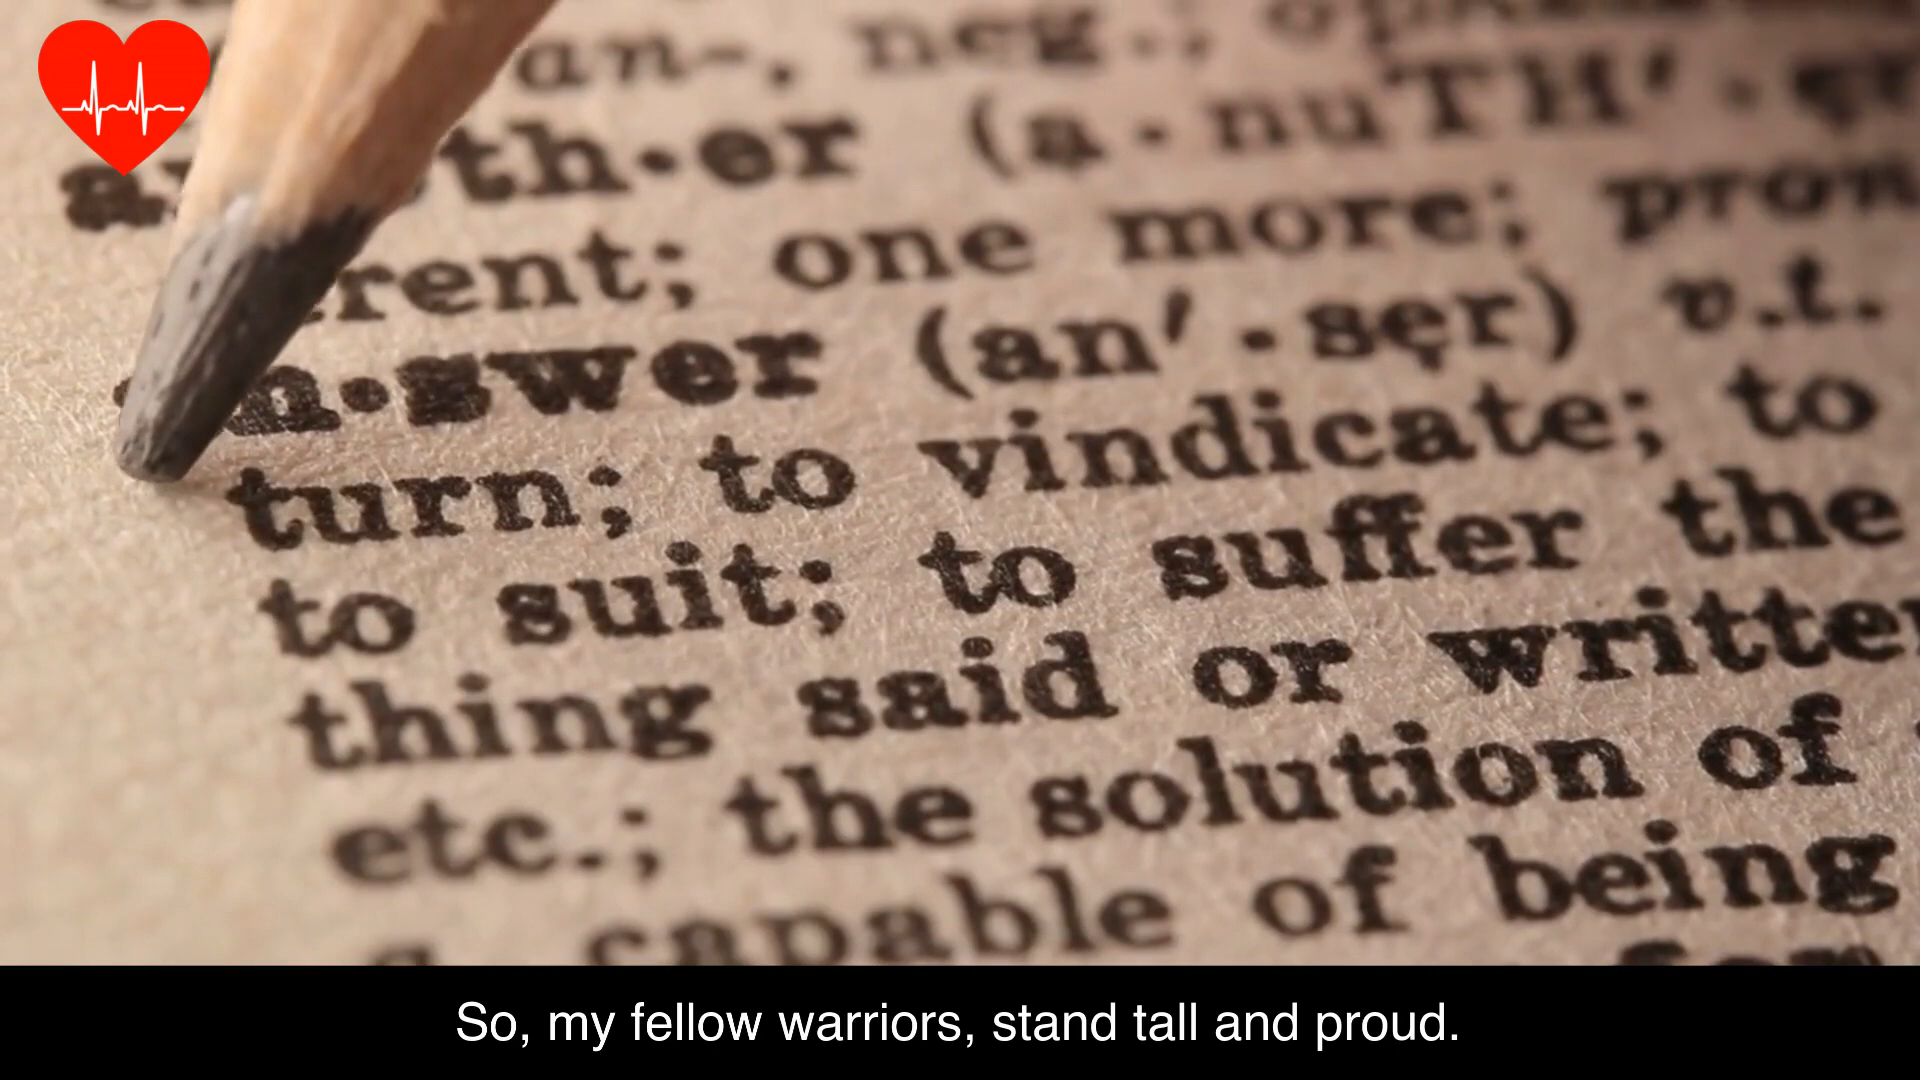 an-, neg.,
th•er (a • nuTH′ •
rent; one more; pron
n•swer (an′ • sẹr) v.t.
turn; to vindicate; to
to suit; to suffer the
thing said or written
etc.; the solution of
capable of being
for
So, my fellow warriors, stand tall and proud.